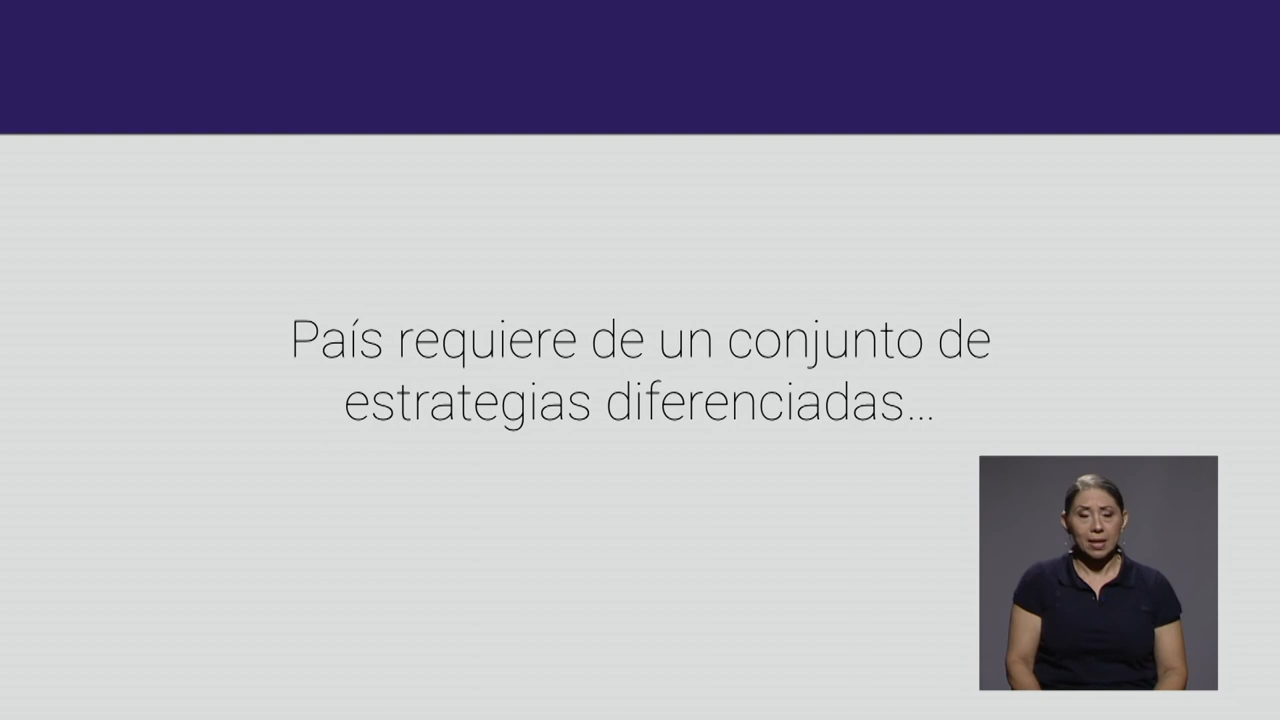 País requiere de un conjunto de
estrategias diferenciadas...